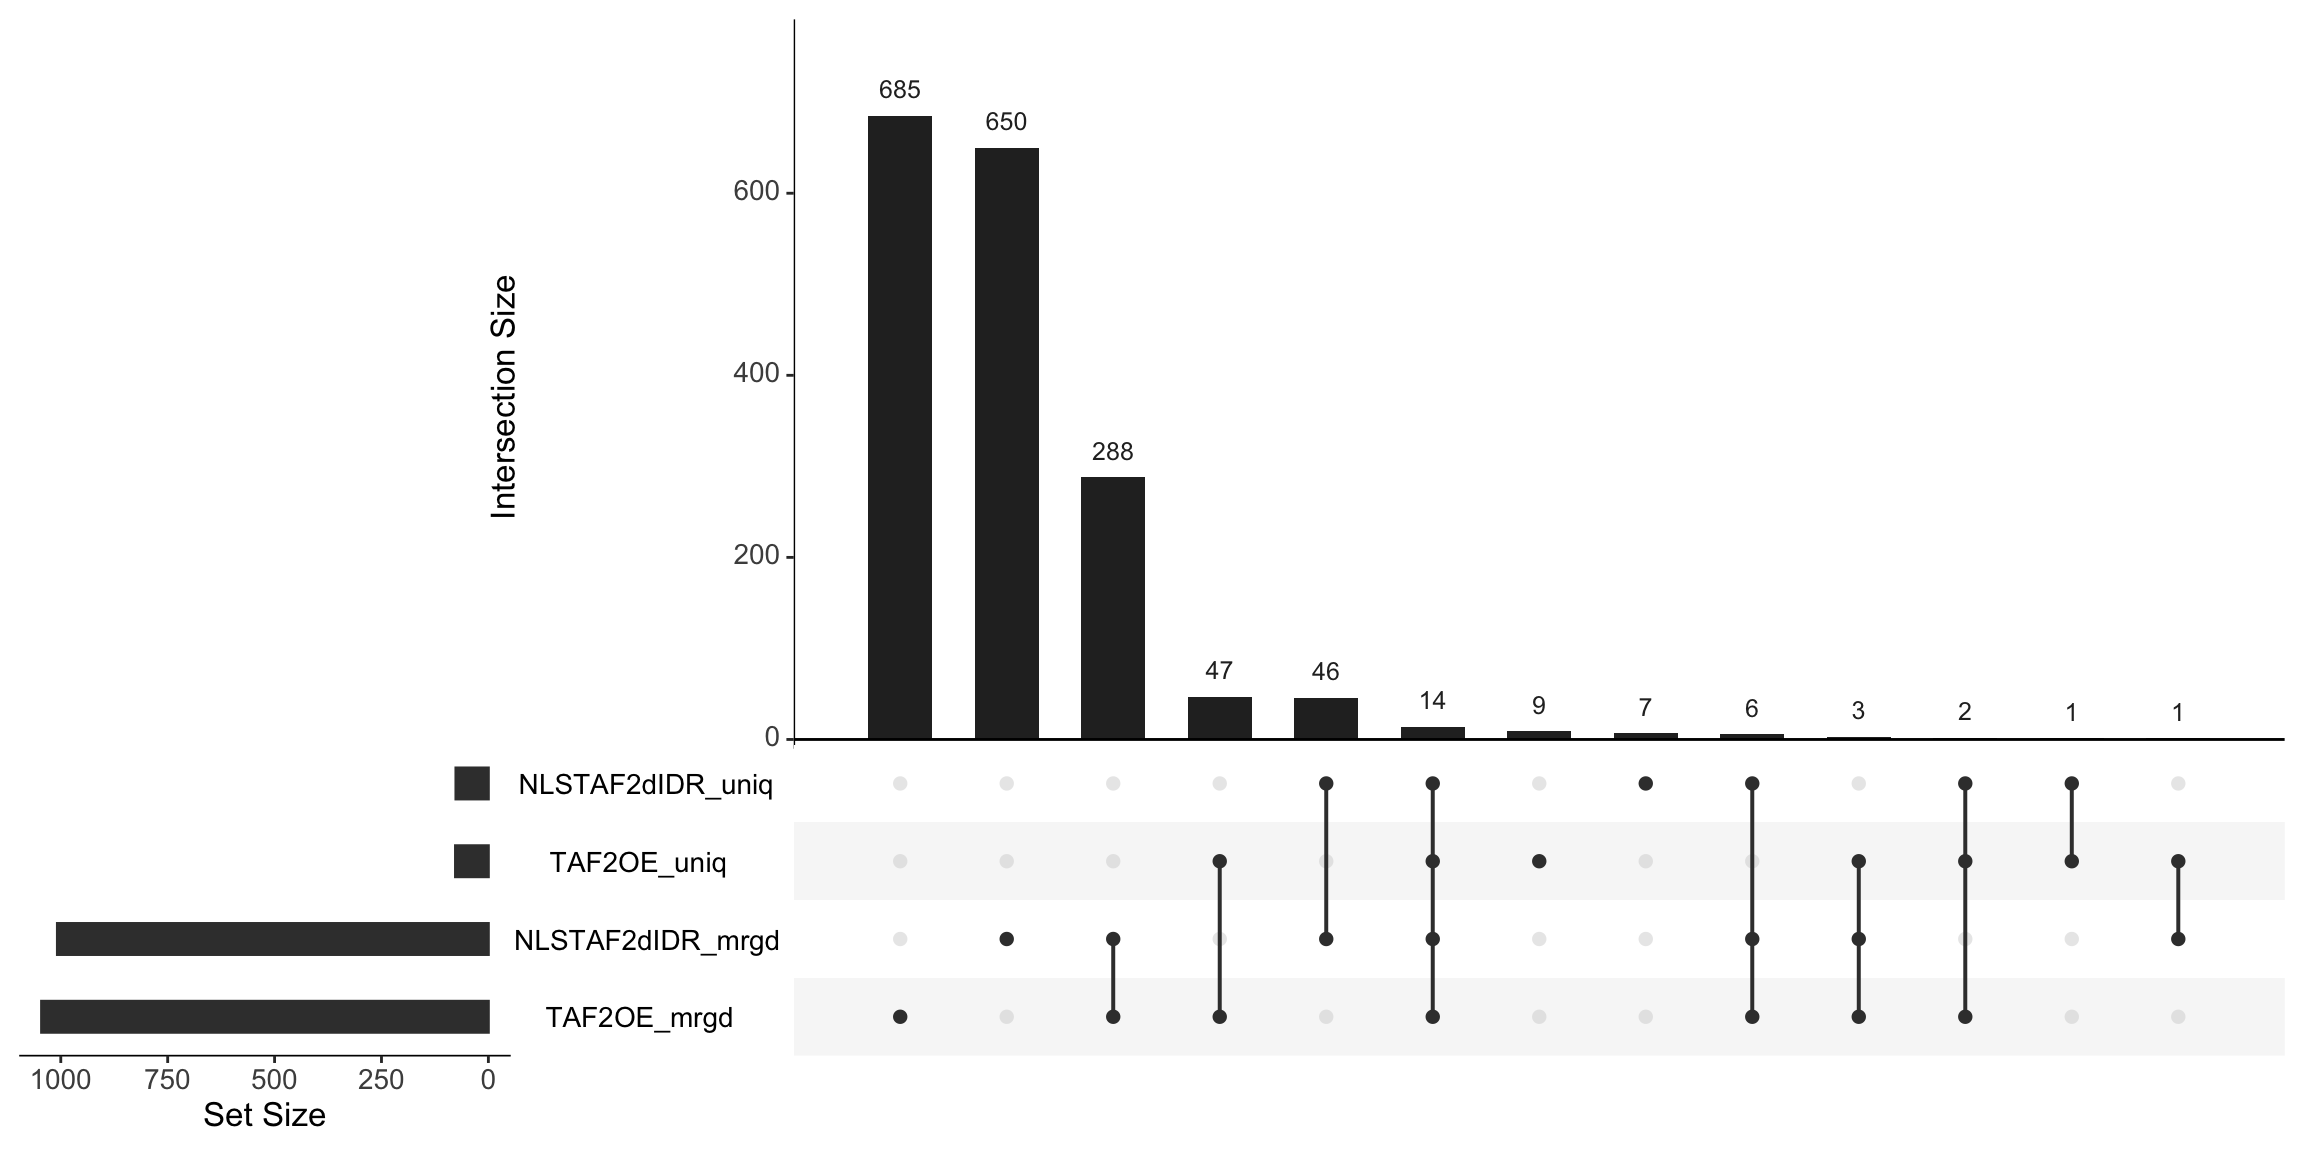 685
650
600
Intersection Size
400
288
200
47
46
14
9
7
6
3
2
1
1
0
NLSTAF2dIDR_uniq
TAF2OE_uniq
NLSTAF2dIDR_mrgd
TAF2OE_mrgd
1000 750 500 250 0
Set Size